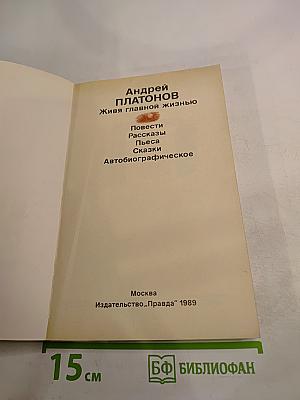 Андрей
ПЛАТОНОВ
Живя главной жизнью
Повести
Рассказы
Пьеса
Сказки
Автобиографическое
Москва
Издательство „Правда" 1989
15 см
БФ БИБЛИОФАН